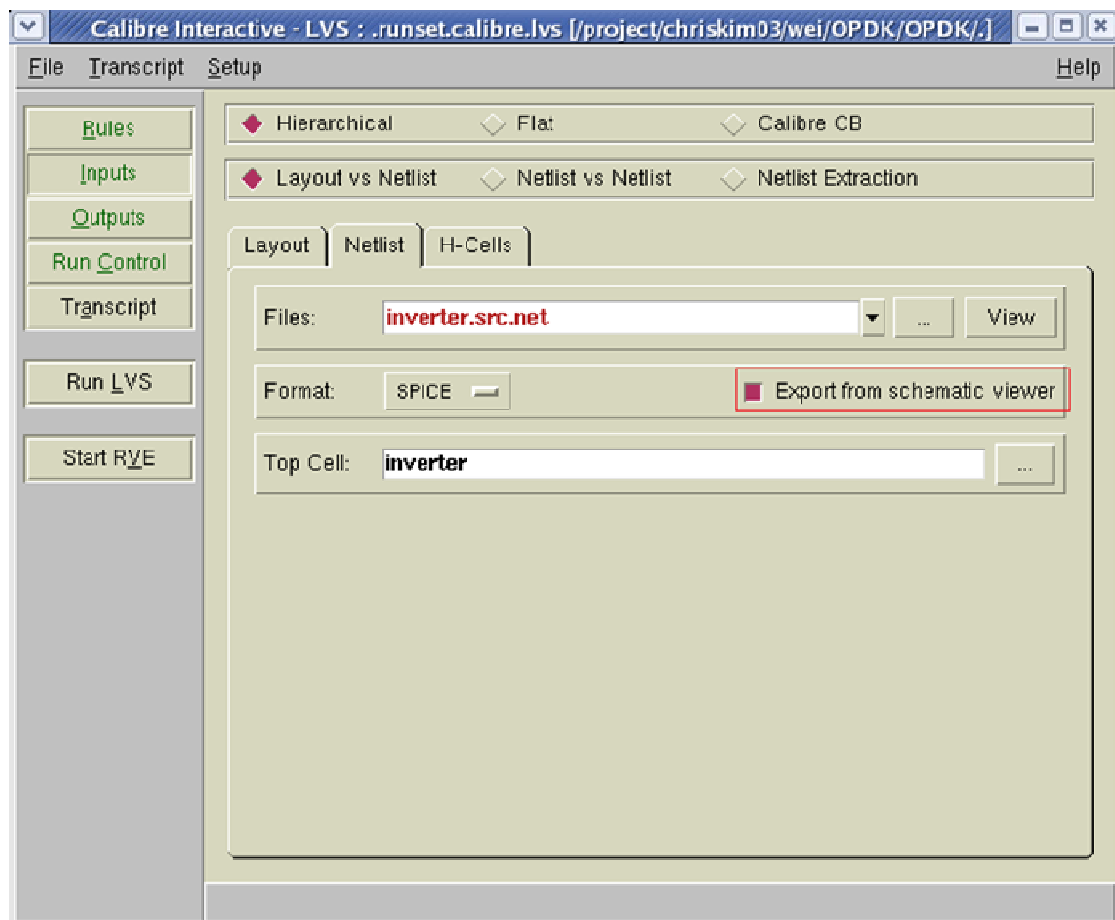 Calibre Interactive - LVS : .runset.calibre.lvs [/project/chriskim03/wei/OPDK/OPDK/.]
File Transcript Setup Help
Rules
Inputs
Outputs
Run Control
Transcript
Run LVS
Start RVE
Hierarchical Flat Calibre CB
Layout vs Netlist Netlist vs Netlist Netlist Extraction
Layout Netlist H-Cells
Files: inverter.src.net ... View
Format: SPICE Export from schematic viewer
Top Cell: inverter ...